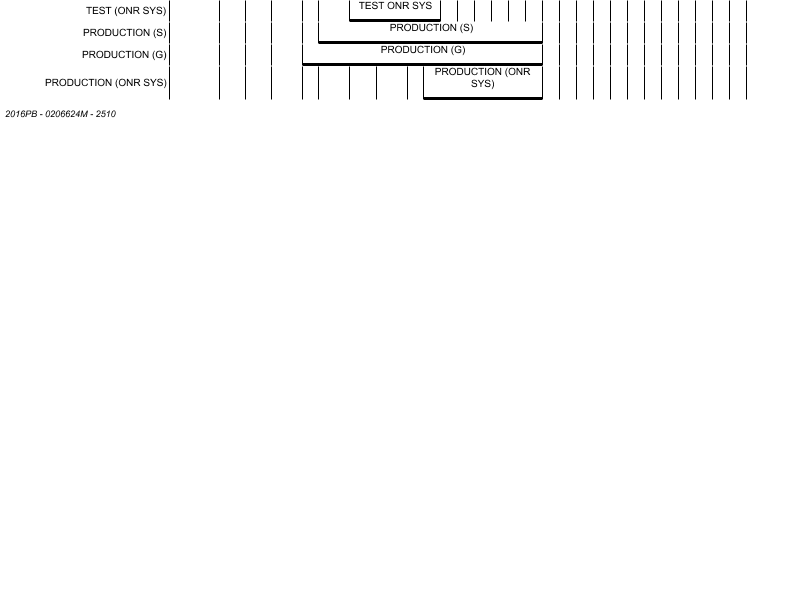 TEST (ONR SYS) TEST ONR SYS
PRODUCTION (S) PRODUCTION (S)
PRODUCTION (G) PRODUCTION (G)
PRODUCTION (ONR SYS) PRODUCTION (ONR
SYS)
2016PB - 0206624M - 2510